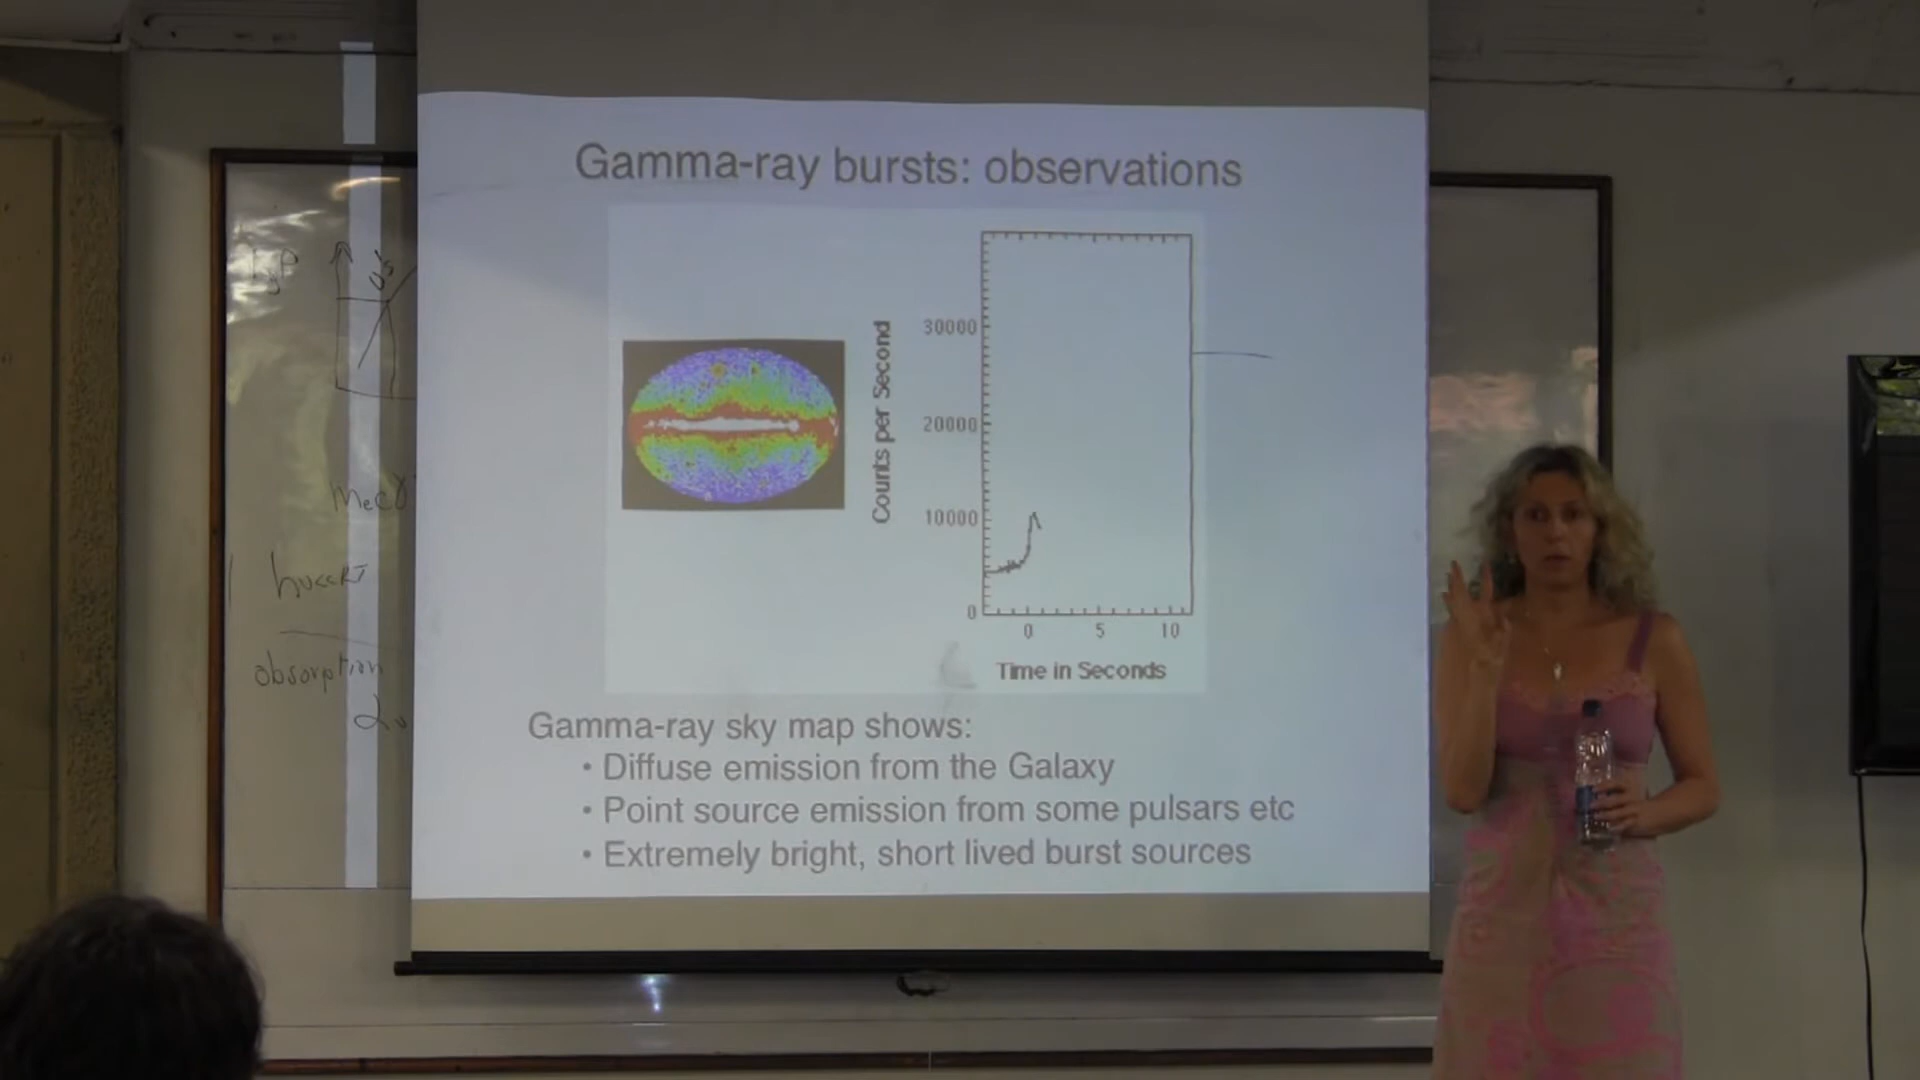 Gamma-ray bursts: observations
Counts per Second
30000
20000
10000
0
0 5 10
Time in Seconds
Gamma-ray sky map shows:
• Diffuse emission from the Galaxy
• Point source emission from some pulsars etc
• Extremely bright, short lived burst sources
absorption